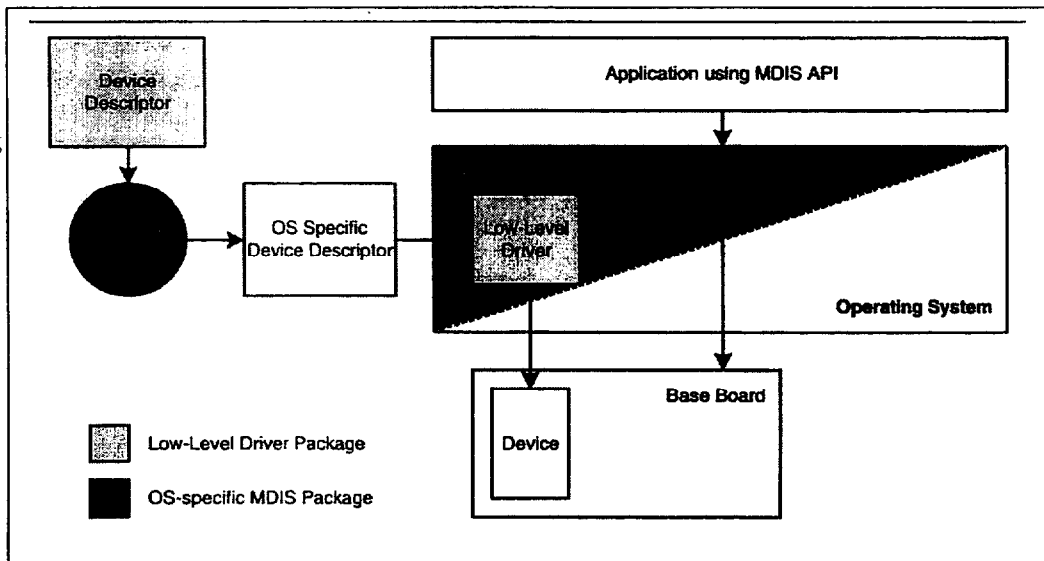 Device
Descriptor
Application using MDIS API
OS Specific
Device Descriptor
Low-Level
Driver
Operating System
Base Board
Device
Low-Level Driver Package
OS-specific MDIS Package